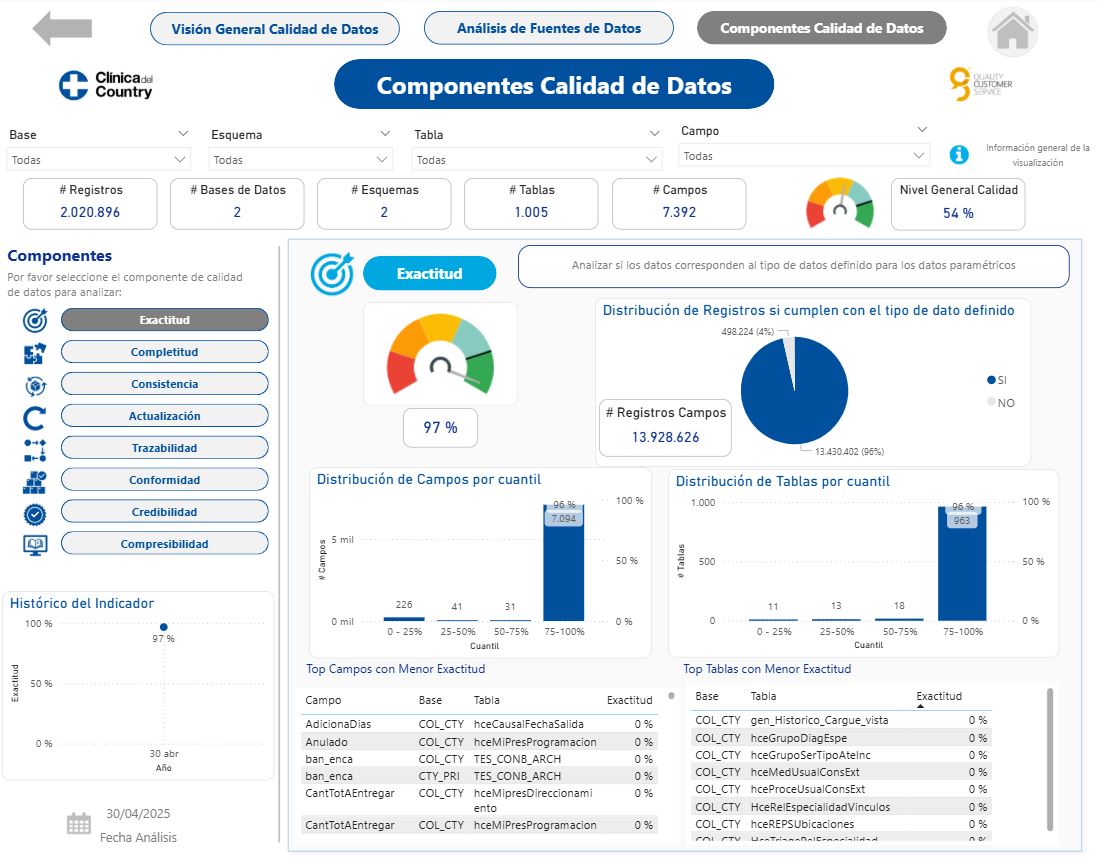 Visión General Calidad de Datos
Análisis de Fuentes de Datos
Componentes Calidad de Datos
Clínica del
Country
Componentes Calidad de Datos
QUALITY
CUSTOMER
SERVICE
Base
Todas
Esquema
Todas
Tabla
Todas
Campo
Todas
Información general de la
visualización
# Registros
2.020.896
# Bases de Datos
2
# Esquemas
2
# Tablas
1.005
# Campos
7.392
Nivel General Calidad
54 %
Componentes
Por favor seleccione el componente de calidad
de datos para analizar:
Exactitud
Completitud
Consistencia
Actualización
Trazabilidad
Conformidad
Credibilidad
Compresibilidad
Histórico del Indicador
100 %
50 %
0 %
Exactitud
97 %
30 abr
Año
30/04/2025
Fecha Análisis
Exactitud
Analizar si los datos corresponden al tipo de datos definido para los datos paramétricos
97 %
Distribución de Registros si cumplen con el tipo de dato definido
498.224 (4%)
SI
NO
# Registros Campos
13.928.626
13.430.402 (96%)
Distribución de Campos por cuantil
# Campos
5 mil
0 mil
226
41
31
96 %
7.094
100 %
50 %
0 %
0 - 25%
25-50%
50-75%
75-100%
Cuantil
Distribución de Tablas por cuantil
# Tablas
1.000
500
0
11
13
18
96 %
963
100 %
50 %
0 %
0 - 25%
25-50%
50-75%
75-100%
Cuantil
Top Campos con Menor Exactitud
Campo Base Tabla Exactitud
AdicionaDias COL_CTY hceCausalFechaSalida 0 %
Anulado COL_CTY hceMiPresProgramacion 0 %
ban_enca COL_CTY TES_CONB_ARCH 0 %
ban_enca CTY_PRI TES_CONB_ARCH 0 %
CantTotAEntregar COL_CTY hceMipresDireccionami 0 %
ento
CantTotAEntregar COL_CTY hceMiPresProgramacion 0 %
Top Tablas con Menor Exactitud
Base Tabla Exactitud
COL_CTY gen_Historico_Cargue_vista 0 %
COL_CTY hceGrupoDiagEspe 0 %
COL_CTY hceGrupoSerTipoAteInc 0 %
COL_CTY hceMedUsualConsExt 0 %
COL_CTY hceProceUsualConsExt 0 %
COL_CTY HceRelEspecialidadVinculos 0 %
COL_CTY hceREPSUbicaciones 0 %
COL_CTY HceTriageRelEspecialidad 0 %